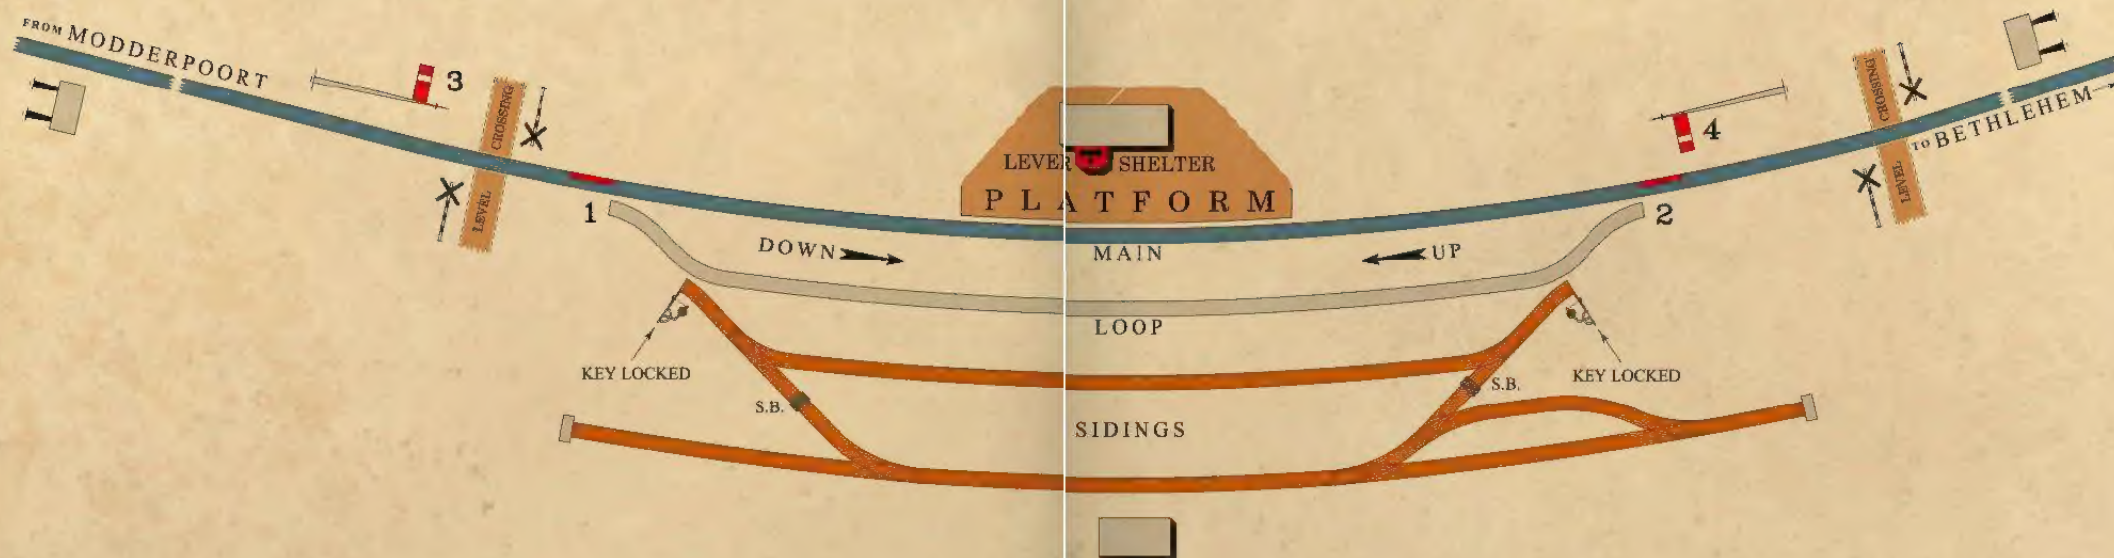 FROM MODDERPOORT
3
CROSSING
LEVEL
1
LEVER SHELTER
PLATFORM
DOWN
MAIN
UP
4
CROSSING
LEVEL
TO BETHLEHEM
2
LOOP
KEY LOCKED
KEY LOCKED
S.B.
S.B.
SIDINGS